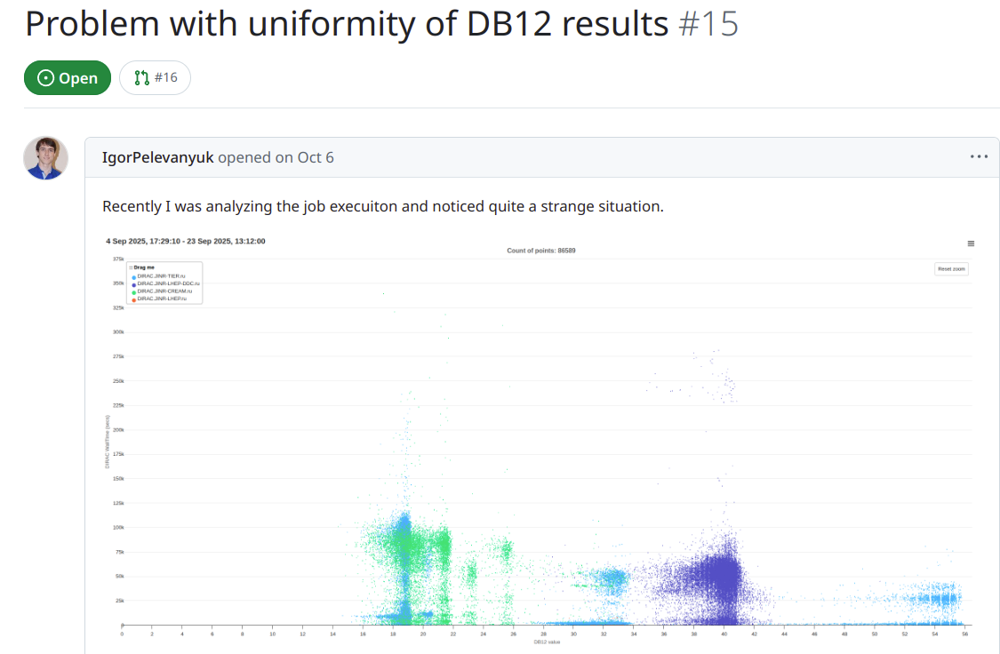 Problem with uniformity of DB12 results #15
Open #16
IgorPelevanyuk opened on Oct 6
Recently I was analyzing the job execuiton and noticed quite a strange situation.
4 Sep 2025, 17:29:10 - 23 Sep 2025, 13:12:00
Count of points: 86589
Drag me
DIRAC.JINR-TIER.ru
DIRAC.JINR-LHEP-DDC.ru
DIRAC.JINR-CREAM.ru
DIRAC.JINR-LHEP.ru
Reset zoom
375k
350k
325k
300k
275k
250k
225k
200k
175k
150k
125k
100k
75k
50k
25k
DIRAC WallTime (secs)
0 2 4 6 8 10 12 14 16 18 20 22 24 26 28 30 32 34 36 38 40 42 44 46 48 50 52 54 56
DB12 value